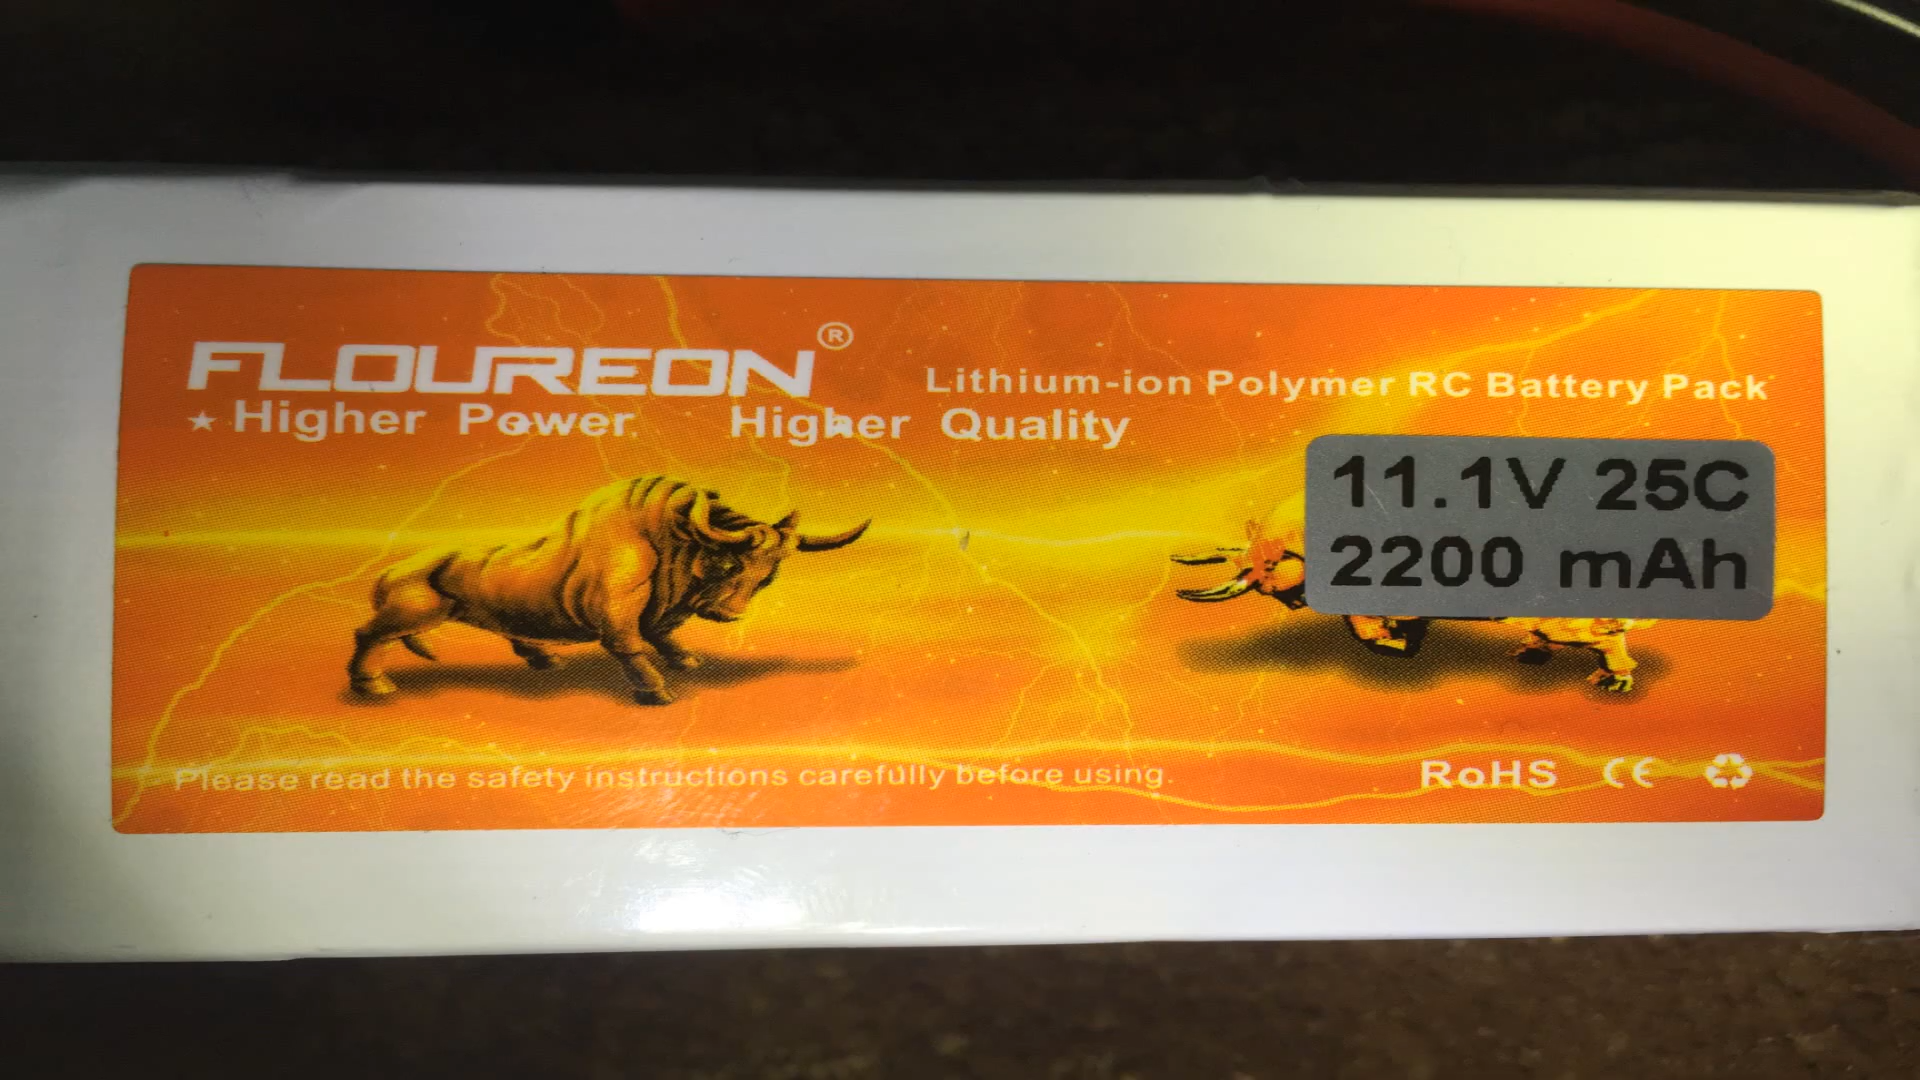 FLOUREON®
Lithium-ion Polymer RC Battery Pack
★ Higher Power Higher Quality
11.1V 25C
2200 mAh
Please read the safety instructions carefully before using.
RoHS CE